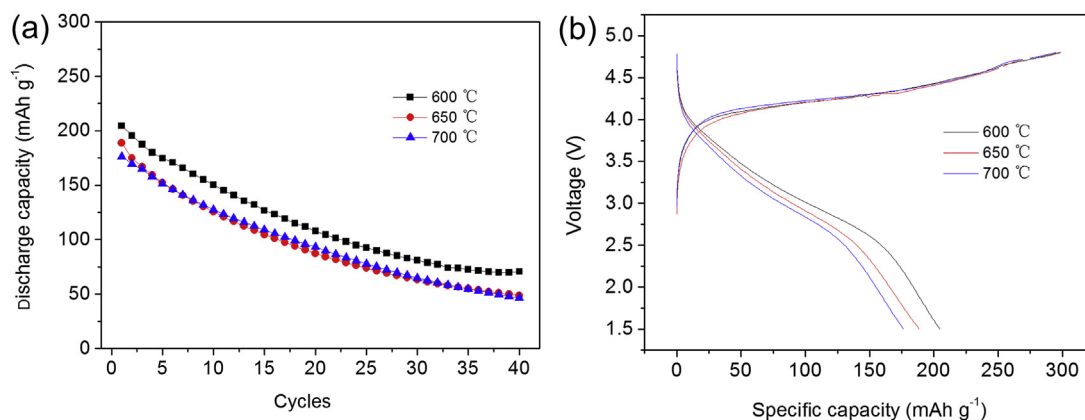 (a)
Discharge capacity (mAh g⁻¹)
300
250
200
150
100
50
0
0 5 10 15 20 25 30 35 40
Cycles
600 ℃
650 ℃
700 ℃
(b)
Voltage (V)
5.0
4.5
4.0
3.5
3.0
2.5
2.0
1.5
0 50 100 150 200 250 300
Specific capacity (mAh g⁻¹)
600 ℃
650 ℃
700 ℃